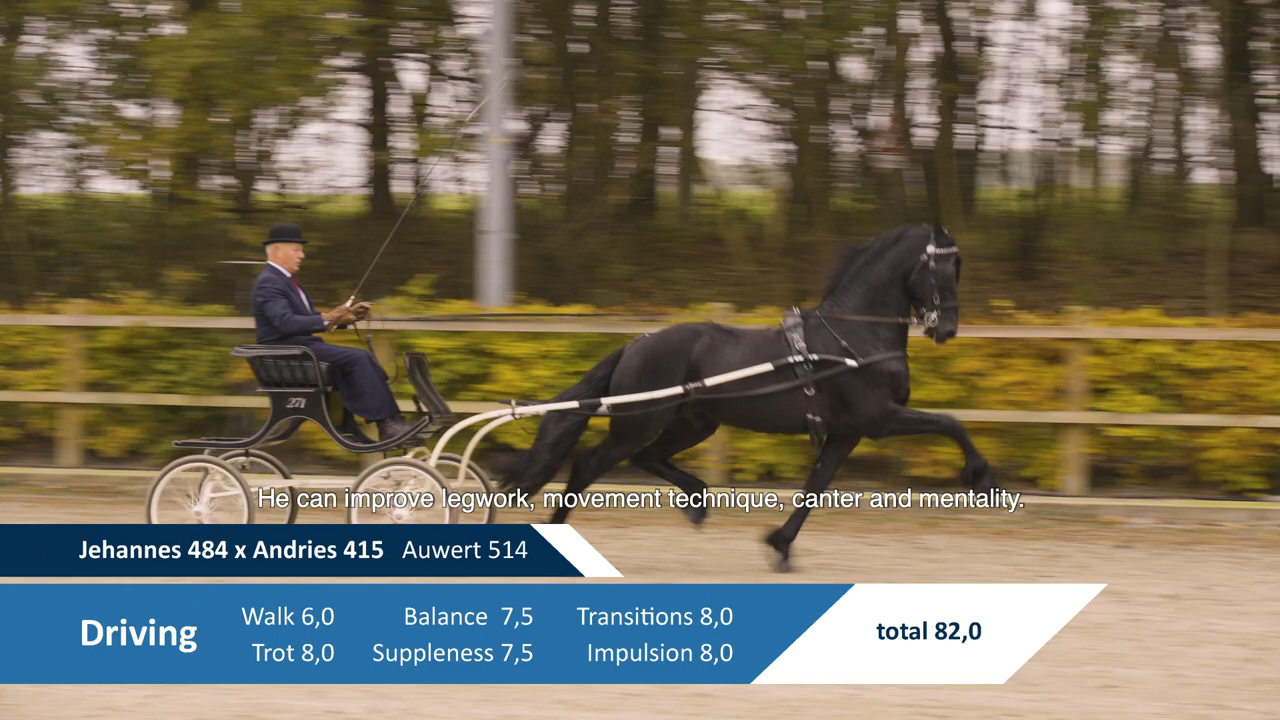 271
He can improve legwork, movement technique, canter and mentality.
Jehannes 484 x Andries 415 Auwert 514
Driving
Walk 6,0 Balance 7,5 Transitions 8,0
Trot 8,0 Suppleness 7,5 Impulsion 8,0
total 82,0